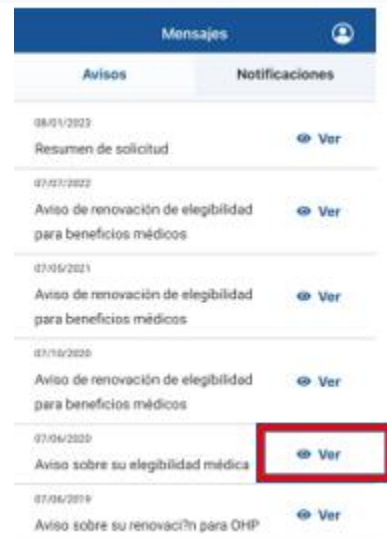 Mensajes
Avisos Notificaciones
08/01/2023
Resumen de solicitud
Ver
07/07/2022
Aviso de renovación de elegibilidad
para beneficios médicos
Ver
07/05/2021
Aviso de renovación de elegibilidad
para beneficios médicos
Ver
07/10/2020
Aviso de renovación de elegibilidad
para beneficios médicos
Ver
07/06/2020
Aviso sobre su elegibilidad médica
Ver
07/06/2019
Aviso sobre su renovaci?n para OHP
Ver